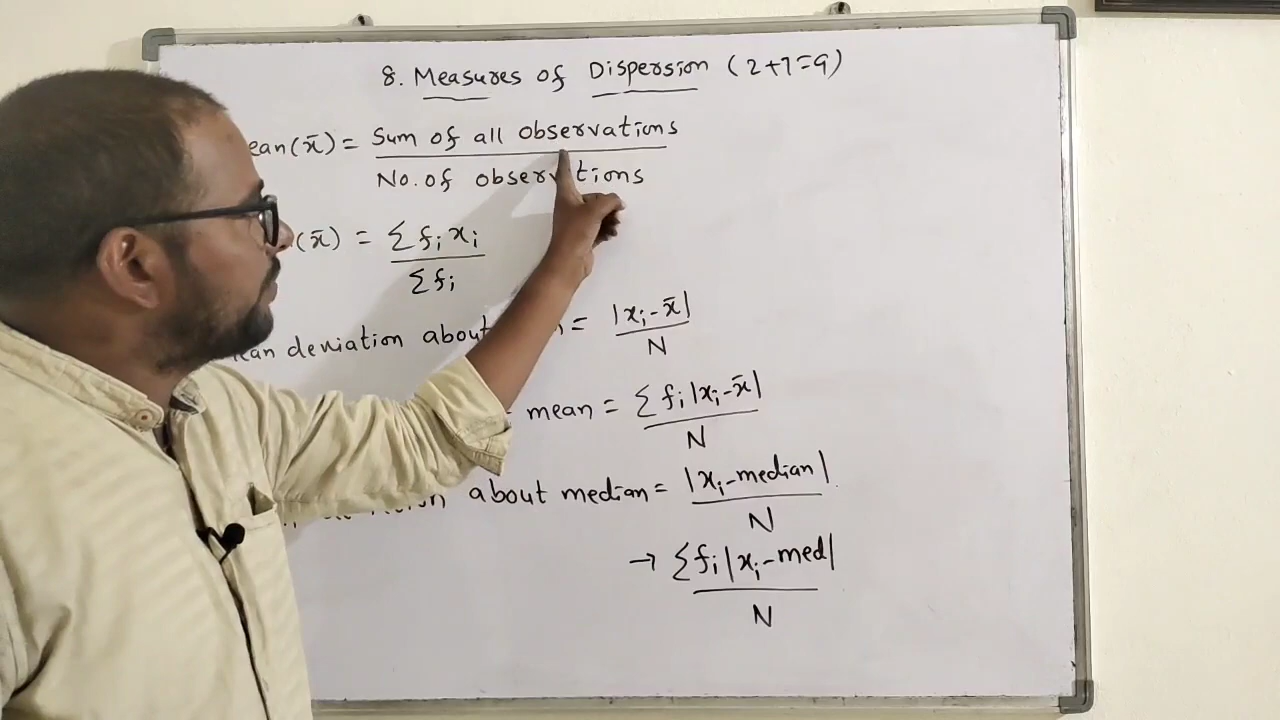 8. Measures of Dispersion (2+7=9)
ean(x̄) = Sum of all observations
No. of observations
(x̄) = Σfᵢxᵢ
Σfᵢ
ean deviation about = |xᵢ-x̄|
N
mean = Σfᵢ|xᵢ-x̄|
N
about median = |xᵢ-median|
N
→ Σfᵢ|xᵢ-med|
N